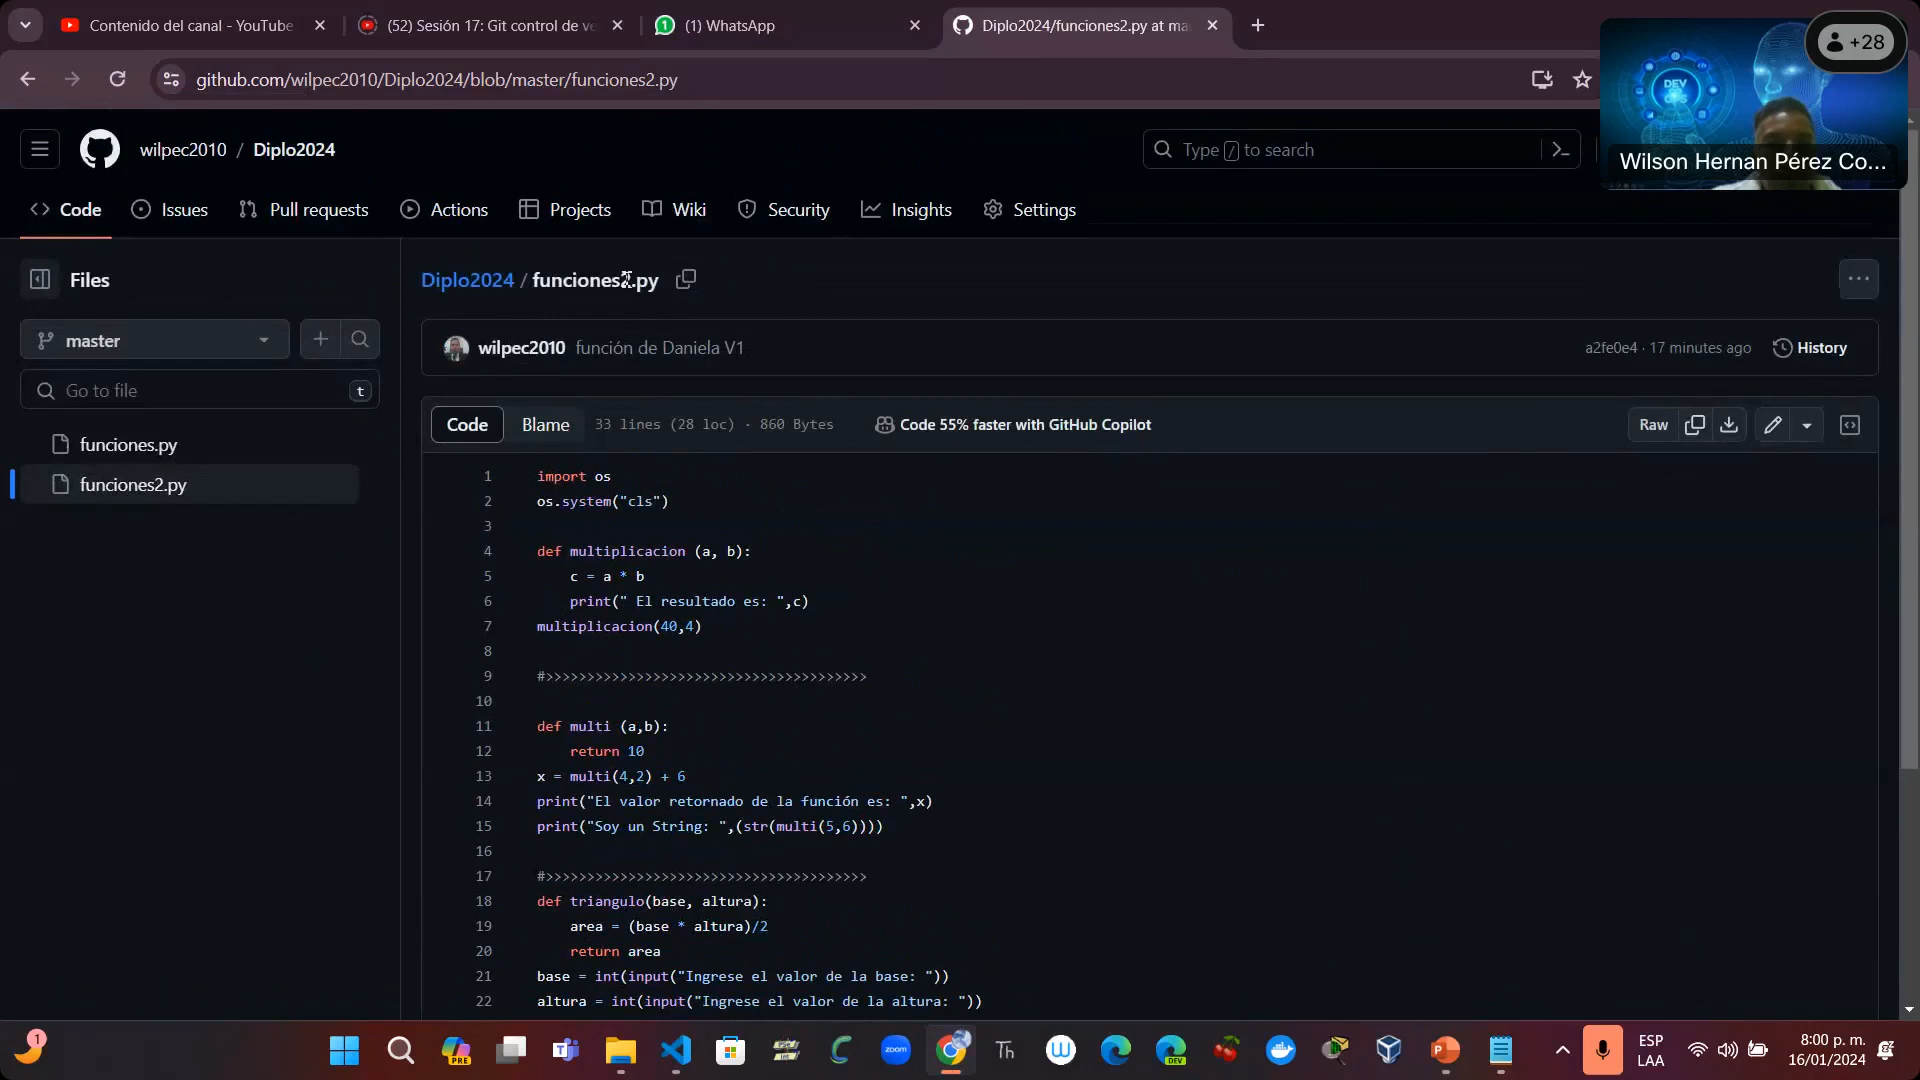 Contenido del canal - YouTube
(52) Sesión 17: Git control de ve
(1) WhatsApp
Diplo2024/funciones2.py at ma
github.com/wilpec2010/Diplo2024/blob/master/funciones2.py
+28
DEV
OPS
Wilson Hernan Pérez Co...
wilpec2010 / Diplo2024
Type / to search
Code
Issues
Pull requests
Actions
Projects
Wiki
Security
Insights
Settings
Files
Diplo2024 / funciones2.py
master
wilpec2010 función de Daniela V1
a2fe0e4 · 17 minutes ago
History
Go to file
t
Code
Blame
33 lines (28 loc) · 860 Bytes
Code 55% faster with GitHub Copilot
Raw
funciones.py
funciones2.py
1 import os
2 os.system("cls")
3
4 def multiplicacion (a, b):
5 c = a * b
6 print(" El resultado es: ",c)
7 multiplicacion(40,4)
8
9 #>>>>>>>>>>>>>>>>>>>>>>>>>>>>>>>>>>>>>>>
10
11 def multi (a,b):
12 return 10
13 x = multi(4,2) + 6
14 print("El valor retornado de la función es: ",x)
15 print("Soy un String: ",(str(multi(5,6))))
16
17 #>>>>>>>>>>>>>>>>>>>>>>>>>>>>>>>>>>>>>>>
18 def triangulo(base, altura):
19 area = (base * altura)/2
20 return area
21 base = int(input("Ingrese el valor de la base: "))
22 altura = int(input("Ingrese el valor de la altura: "))
1
PRE
zoom
Th
DEV
ESP
LAA
8:00 p. m.
16/01/2024